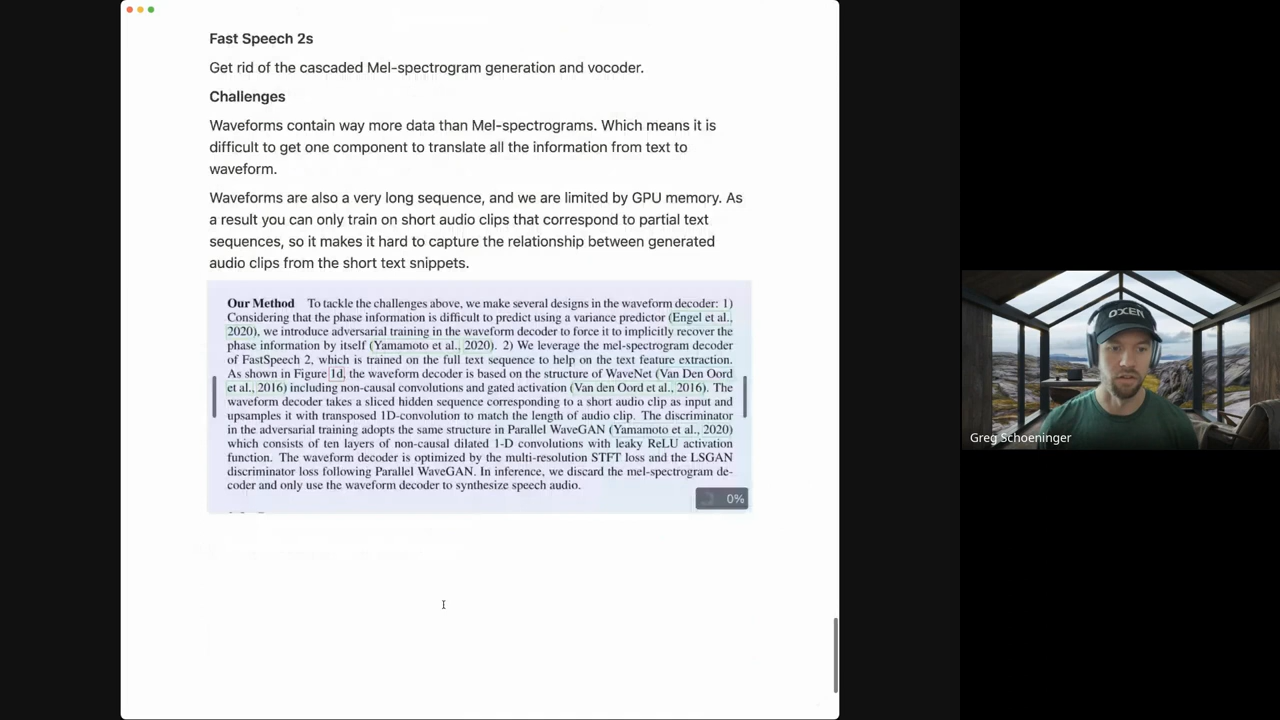 Fast Speech 2s
Get rid of the cascaded Mel-spectrogram generation and vocoder.
Challenges
Waveforms contain way more data than Mel-spectrograms. Which means it is
difficult to get one component to translate all the information from text to
waveform.
Waveforms are also a very long sequence, and we are limited by GPU memory. As
a result you can only train on short audio clips that correspond to partial text
sequences, so it makes it hard to capture the relationship between generated
audio clips from the short text snippets.
Our Method To tackle the challenges above, we make several designs in the waveform decoder: 1)
Considering that the phase information is difficult to predict using a variance predictor (Engel et al.,
2020), we introduce adversarial training in the waveform decoder to force it to implicitly recover the
phase information by itself (Yamamoto et al., 2020). 2) We leverage the mel-spectrogram decoder
of FastSpeech 2, which is trained on the full text sequence to help on the text feature extraction.
As shown in Figure 1d, the waveform decoder is based on the structure of WaveNet (Van Den Oord
et al., 2016) including non-causal convolutions and gated activation (Van den Oord et al., 2016). The
waveform decoder takes a sliced hidden sequence corresponding to a short audio clip as input and
upsamples it with transposed 1D-convolution to match the length of audio clip. The discriminator
in the adversarial training adopts the same structure in Parallel WaveGAN (Yamamoto et al., 2020)
which consists of ten layers of non-causal dilated 1-D convolutions with leaky ReLU activation
function. The waveform decoder is optimized by the multi-resolution STFT loss and the LSGAN
discriminator loss following Parallel WaveGAN. In inference, we discard the mel-spectrogram de-
coder and only use the waveform decoder to synthesize speech audio.
0%
OXEN
Greg Schoeninger